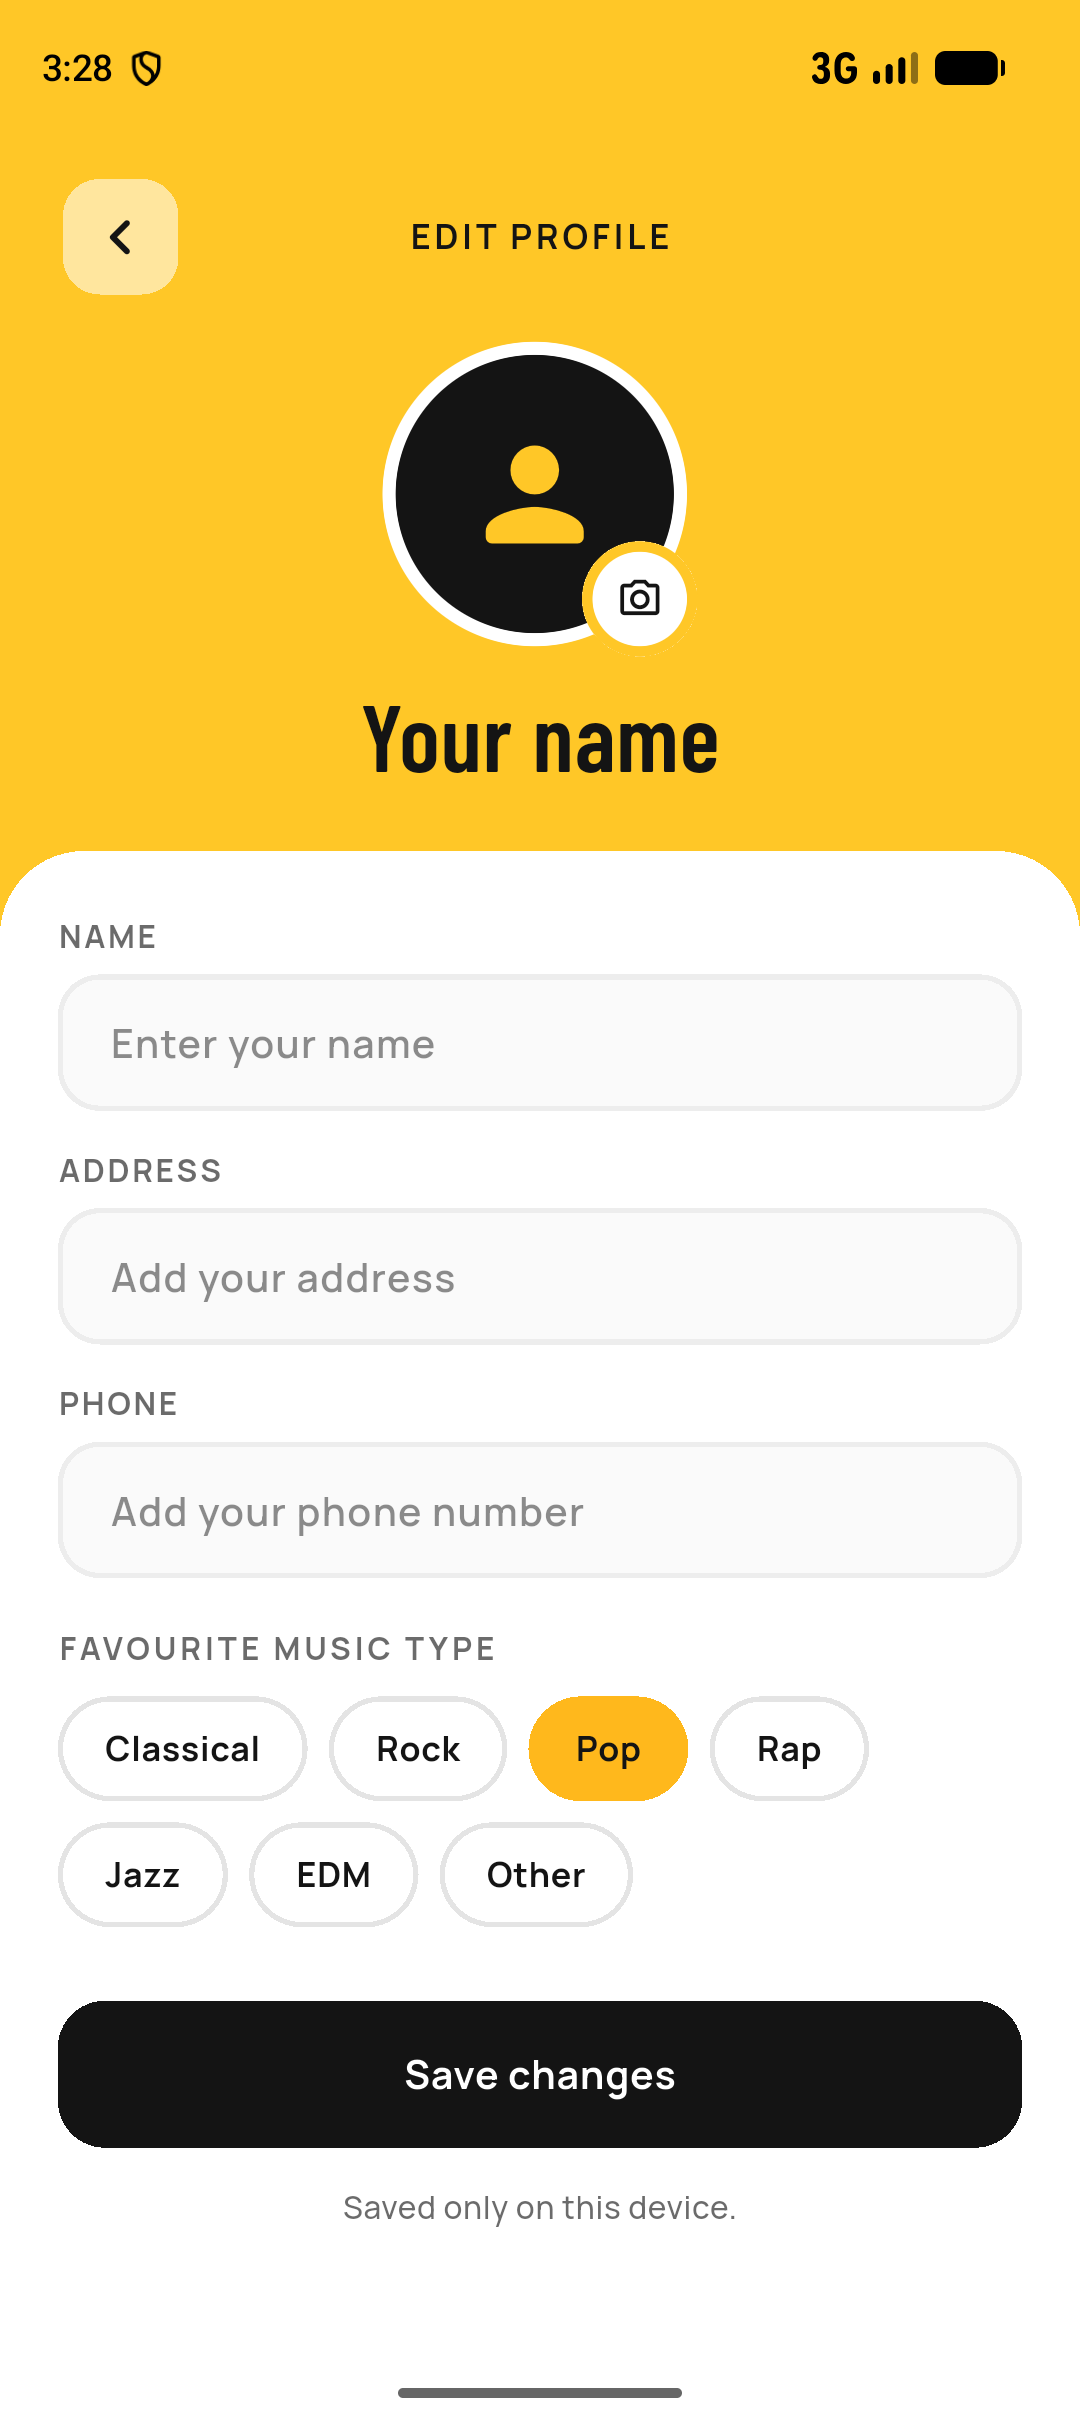 3:28 3G
EDIT PROFILE
Your name
NAME
Enter your name
ADDRESS
Add your address
PHONE
Add your phone number
FAVOURITE MUSIC TYPE
Classical Rock Pop Rap
Jazz EDM Other
Save changes
Saved only on this device.